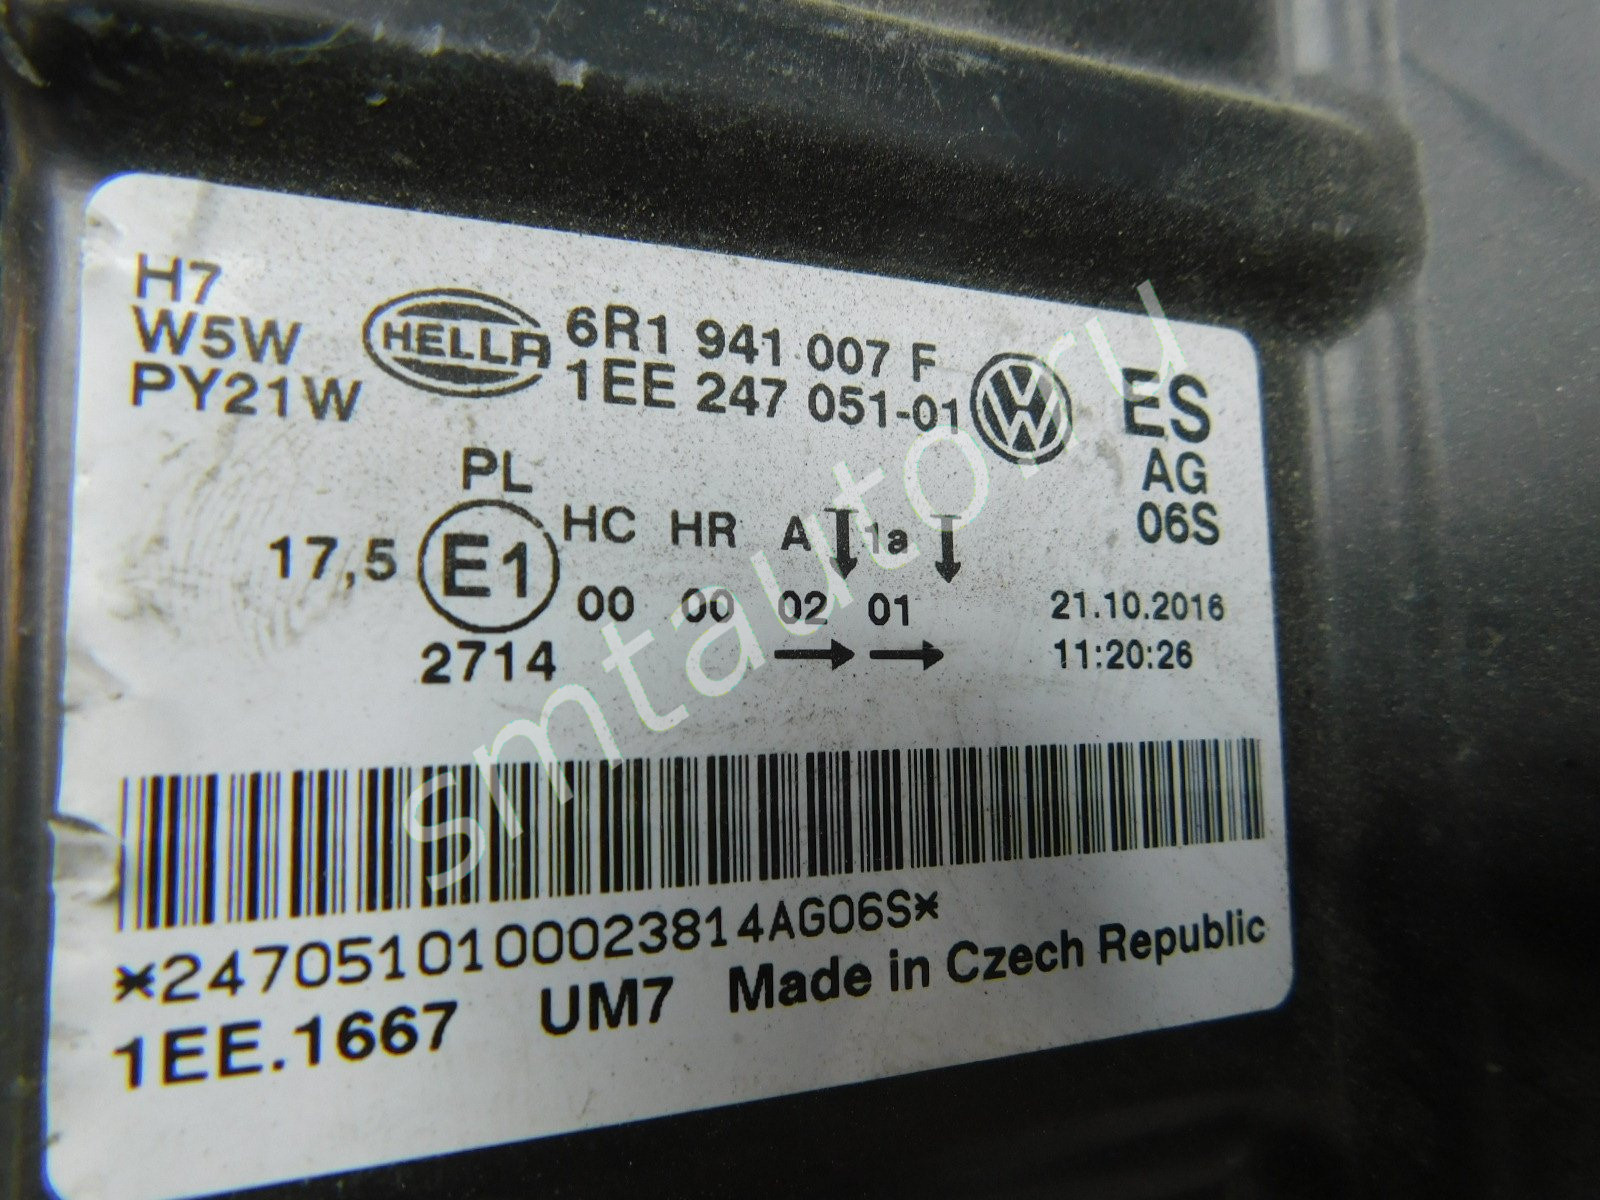 H7
W5W
PY21W
HELLA
6R1 941 007 F
1EE 247 051-01
ES
AG
06S
PL
17,5 E1 HC HR A 1a
00 00 02 01
2714
21.10.2016
11:20:26
*247051010002 3814AG06S*
1EE.1667 UM7 Made in Czech Republic
smtauto.ru